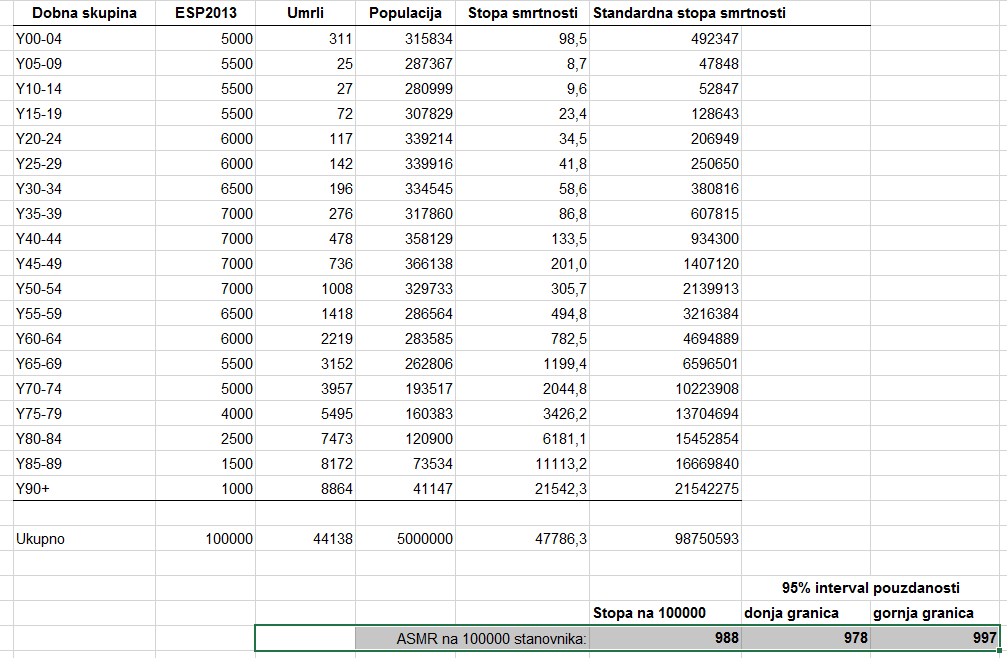 Dobna skupina ESP2013 Umrli Populacija Stopa smrtnosti Standardna stopa smrtnosti
Y00-04 5000 311 315834 98,5 492347
Y05-09 5500 25 287367 8,7 47848
Y10-14 5500 27 280999 9,6 52847
Y15-19 5500 72 307829 23,4 128643
Y20-24 6000 117 339214 34,5 206949
Y25-29 6000 142 339916 41,8 250650
Y30-34 6500 196 334545 58,6 380816
Y35-39 7000 276 317860 86,8 607815
Y40-44 7000 478 358129 133,5 934300
Y45-49 7000 736 366138 201,0 1407120
Y50-54 7000 1008 329733 305,7 2139913
Y55-59 6500 1418 286564 494,8 3216384
Y60-64 6000 2219 283585 782,5 4694889
Y65-69 5500 3152 262806 1199,4 6596501
Y70-74 5000 3957 193517 2044,8 10223908
Y75-79 4000 5495 160383 3426,2 13704694
Y80-84 2500 7473 120900 6181,1 15452854
Y85-89 1500 8172 73534 11113,2 16669840
Y90+ 1000 8864 41147 21542,3 21542275
Ukupno 100000 44138 5000000 47786,3 98750593
95% interval pouzdanosti
Stopa na 100000 donja granica gornja granica
ASMR na 100000 stanovnika: 988 978 997